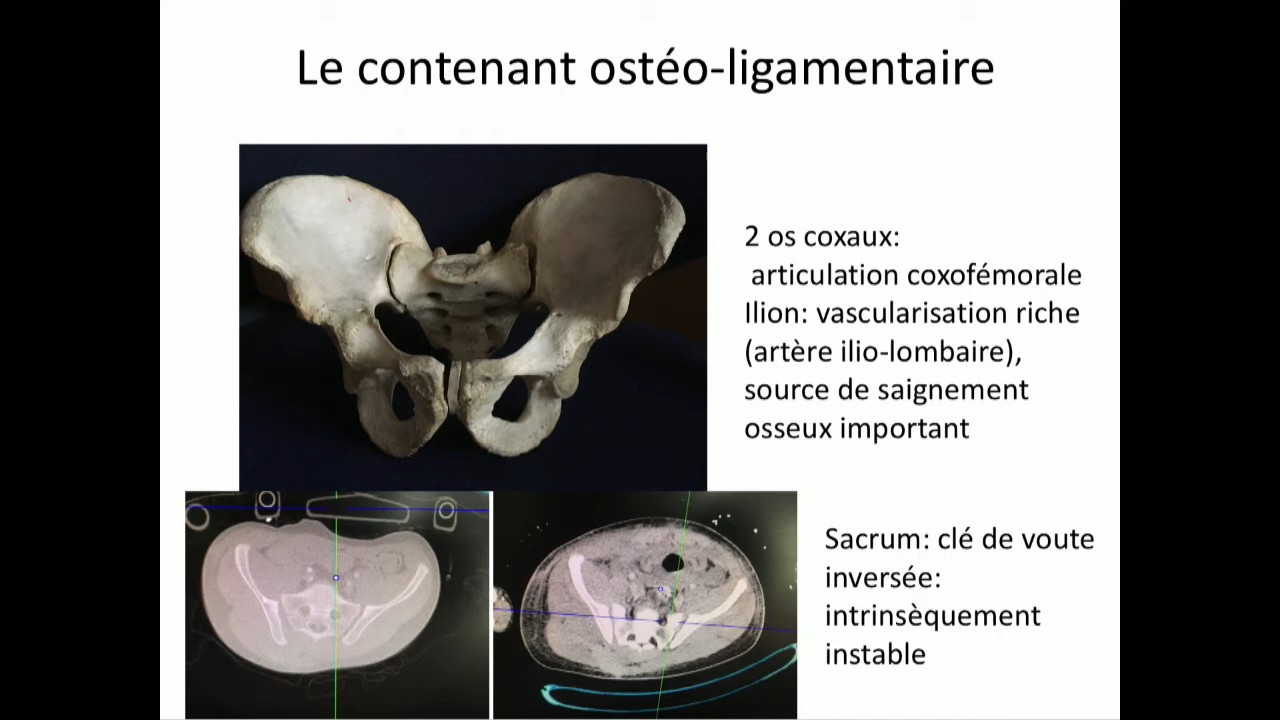 Le contenant ostéo-ligamentaire
2 os coxaux:
articulation coxofémorale
Ilion: vascularisation riche
(artère ilio-lombaire),
source de saignement
osseux important
Sacrum: clé de voute
inversée:
intrinsèquement
instable